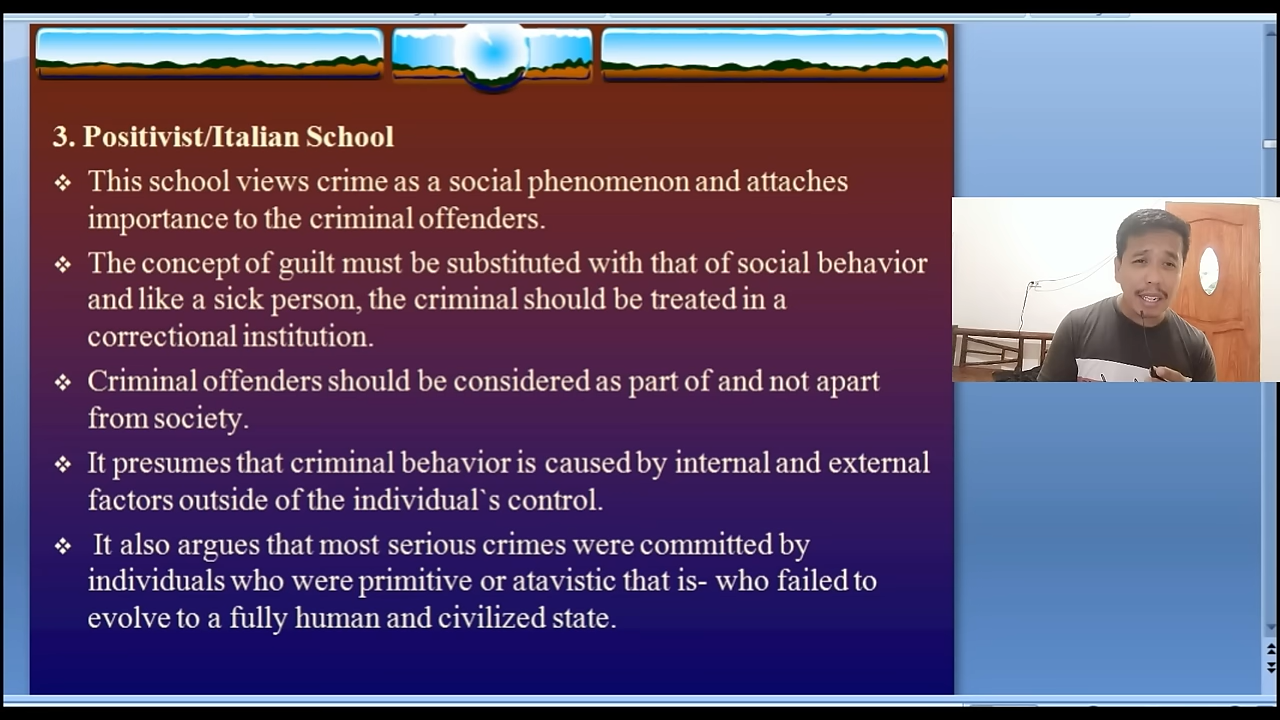 3. Positivist/Italian School
❖ This school views crime as a social phenomenon and attaches
importance to the criminal offenders.
❖ The concept of guilt must be substituted with that of social behavior
and like a sick person, the criminal should be treated in a
correctional institution.
❖ Criminal offenders should be considered as part of and not apart
from society.
❖ It presumes that criminal behavior is caused by internal and external
factors outside of the individual`s control.
❖ It also argues that most serious crimes were committed by
individuals who were primitive or atavistic that is- who failed to
evolve to a fully human and civilized state.